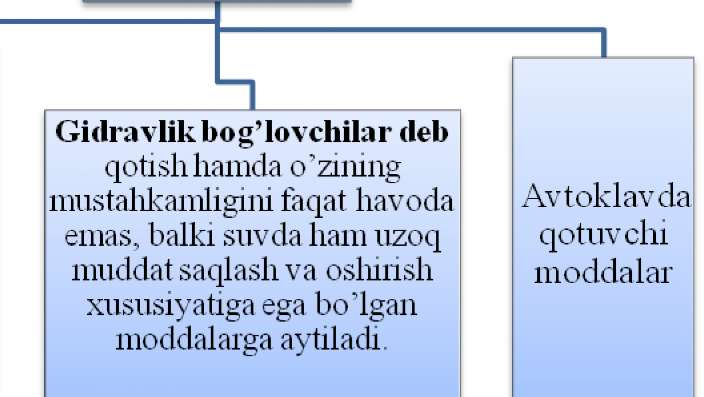 Gidravlik bog’lovchilar deb
qotish hamda o’zining
mustahkamligini faqat havoda
emas, balki suvda ham uzoq
muddat saqlash va oshirish
xususiyatiga ega bo’lgan
moddalarga aytiladi.
Avtoklavda
qotuvchi
moddalar